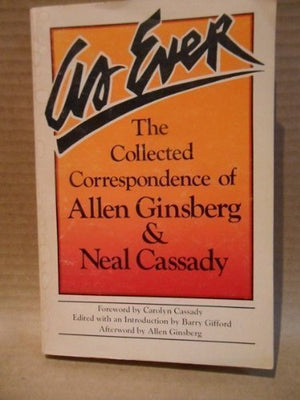 As Ever
The
Collected
Correspondence of
Allen Ginsberg
&
Neal Cassady
Foreword by Carolyn Cassady
Edited with an Introduction by Barry Gifford
Afterword by Allen Ginsberg